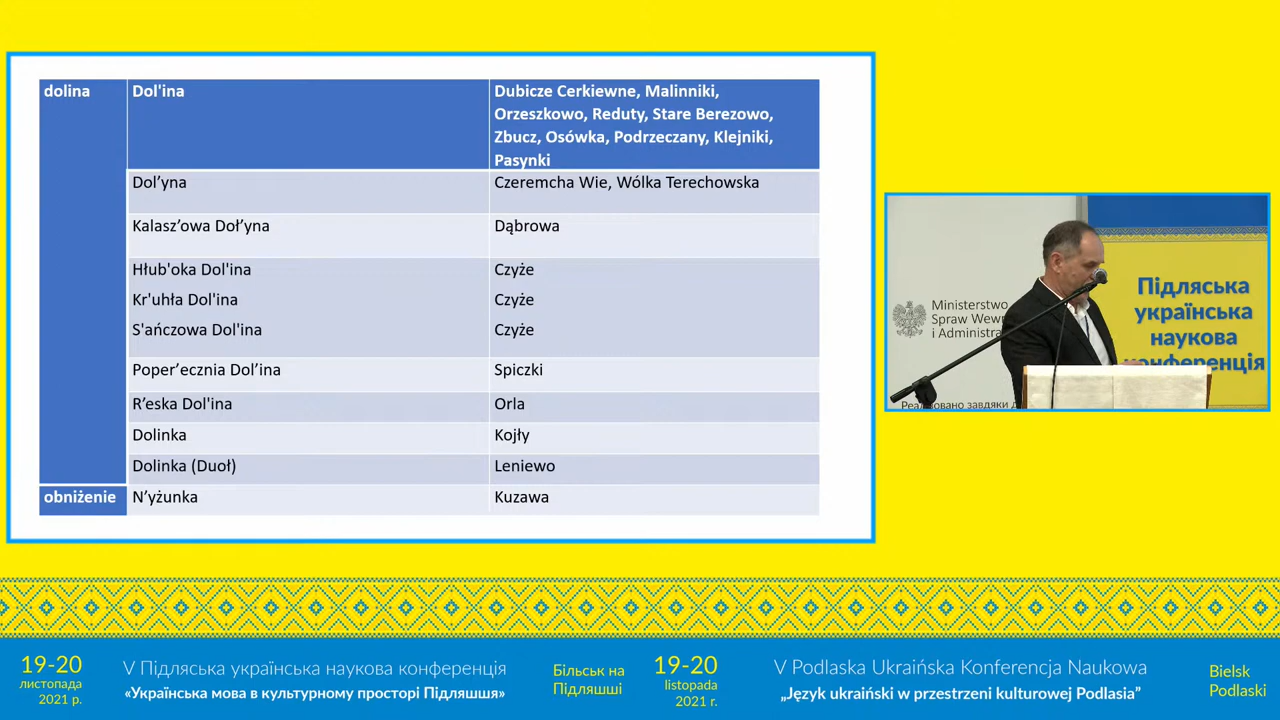 dolina
Dol'ina
Dubicze Cerkiewne, Malinniki,
Orzeszkowo, Reduty, Stare Berezowo,
Zbucz, Osówka, Podrzeczany, Klejniki,
Pasynki
Dol’yna
Czeremcha Wie, Wólka Terechowska
Kalasz’owa Doł’yna
Dąbrowa
Hłub'oka Dol'ina
Czyże
Kr'uhła Dol'ina
Czyże
S'ańczowa Dol'ina
Czyże
Poper’ecznia Dol’ina
Spiczki
R’eska Dol'ina
Orla
Dolinka
Kojły
Dolinka (Duoł)
Leniewo
obniżenie
N’yżunka
Kuzawa
Ministerstwo
Spraw Wew
i Administra
Підляська
українська
наукова
конференція
19-20
листопада
2021 р.
V Підляська українська наукова конференція
«Українська мова в культурному просторі Підляшшя»
Більськ на
Підляшші
19-20
listopada
2021 r.
V Podlaska Ukraińska Konferencja Naukowa
„Język ukraiński w przestrzeni kulturowej Podlasia”
Bielsk
Podlaski